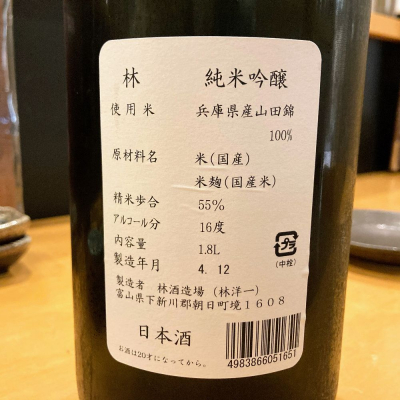 林 純米吟醸
使用米 兵庫県産山田錦
100%
原材料名 米(国産)
米麹(国産米)
精米歩合 55%
アルコール分 16度
内容量 1.8L
製造年月 4.12
プラ
(中栓)
製造者 林酒造場 (林洋一)
富山県下新川郡朝日町境1608
日本酒
お酒は20才になってから。
4983866051651